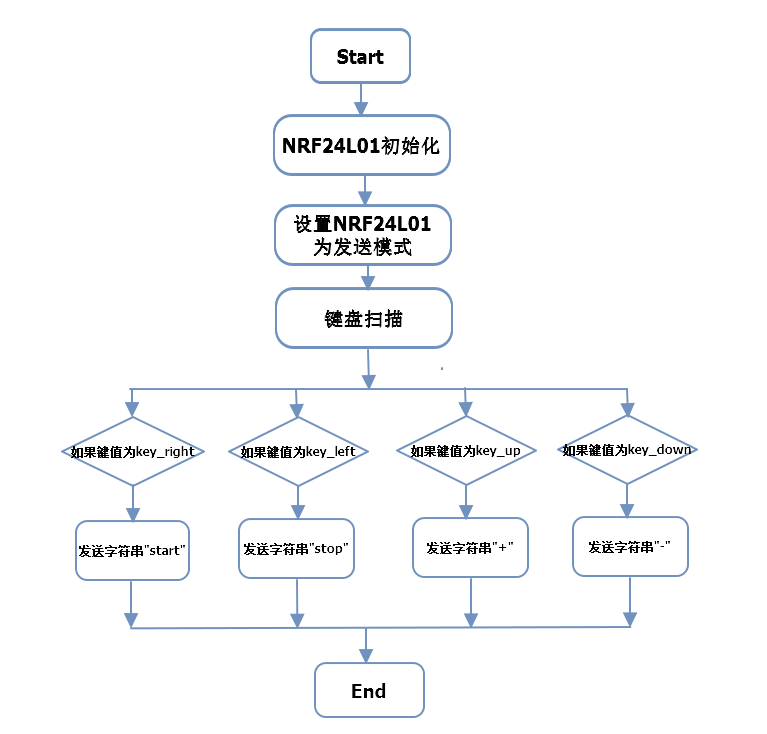 Start
NRF24L01初始化
设置NRF24L01
为发送模式
键盘扫描
如果键值为key_right
如果键值为key_left
如果键值为key_up
如果键值为key_down
发送字符串"start"
发送字符串"stop"
发送字符串"+"
发送字符串"-"
End